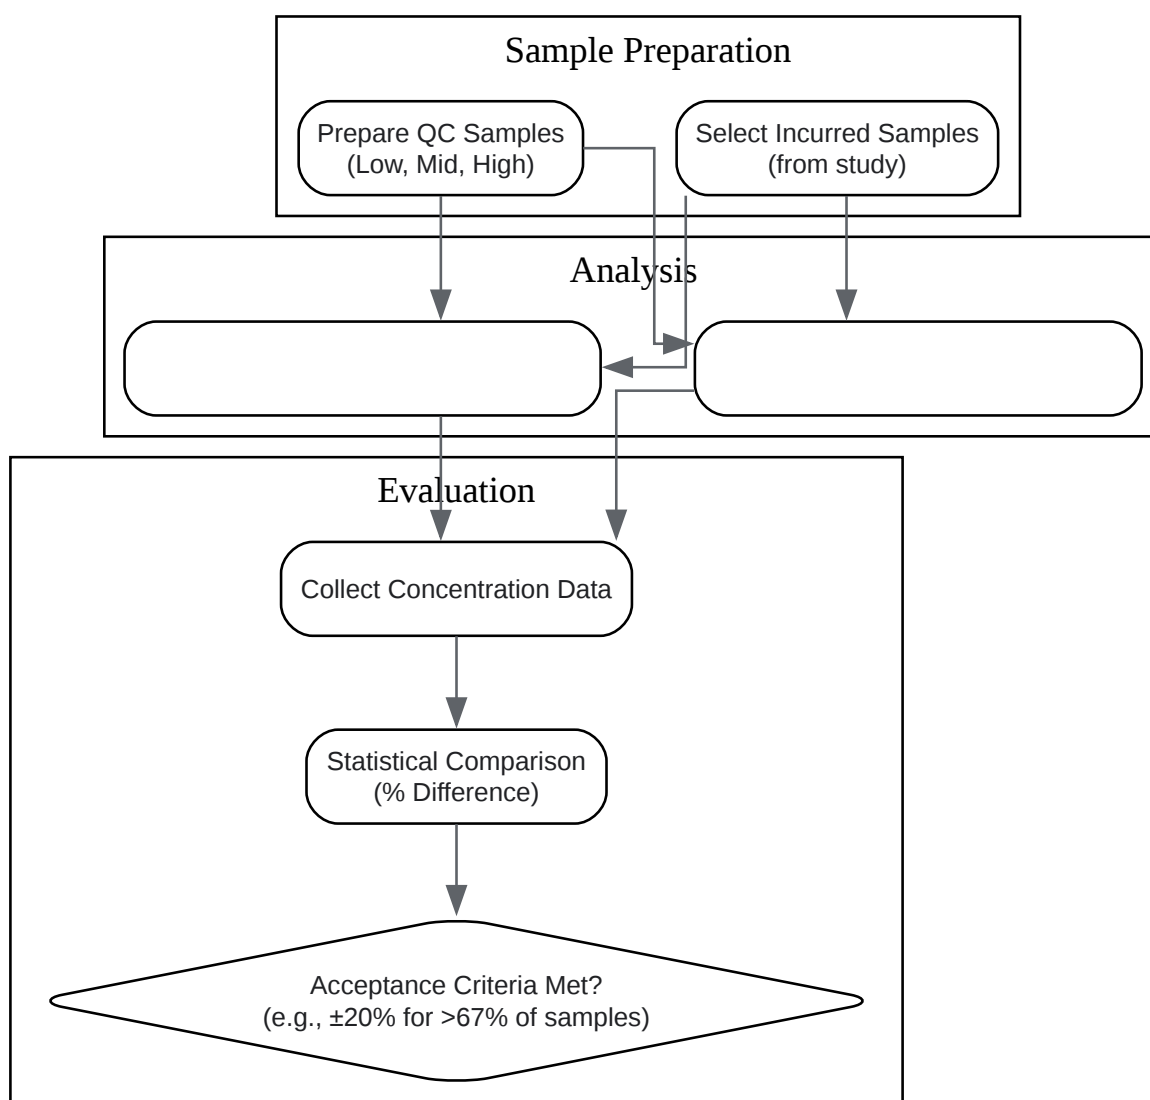 Sample Preparation
Prepare QC Samples
(Low, Mid, High)
Select Incurred Samples
(from study)
Analysis
Evaluation
Collect Concentration Data
Statistical Comparison
(% Difference)
Acceptance Criteria Met?
(e.g., ±20% for >67% of samples)